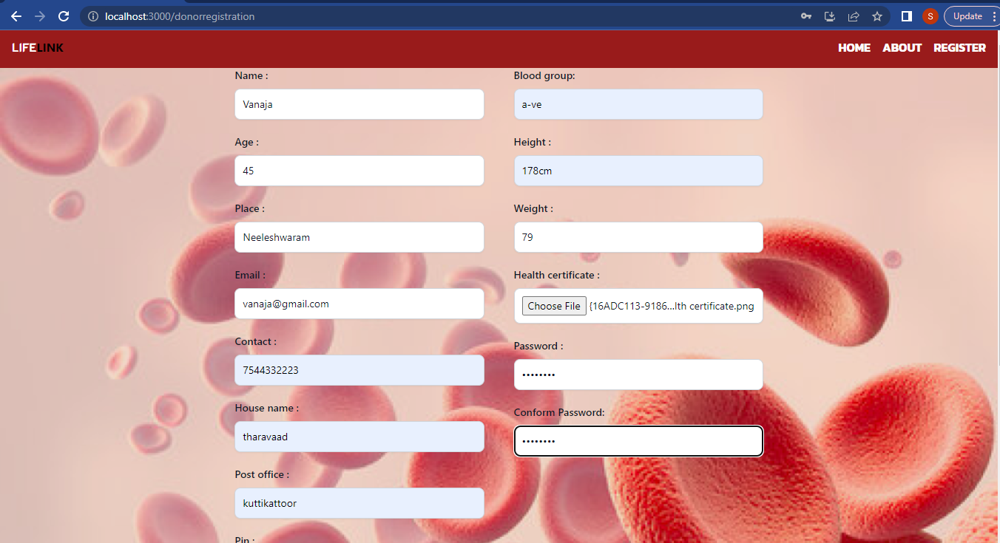 localhost:3000/donorregistration
S
Update
LIFELINK
HOME ABOUT REGISTER
Name :
Vanaja
Age :
45
Place :
Neeleshwaram
Email :
vanaja@gmail.com
Contact :
7544332223
House name :
tharavaad
Post office :
kuttikattoor
Pin :
Blood group:
a-ve
Height :
178cm
Weight :
79
Health certificate :
Choose File {16ADC113-9186...lth certificate.png
Password :
••••••••
Conform Password:
••••••••